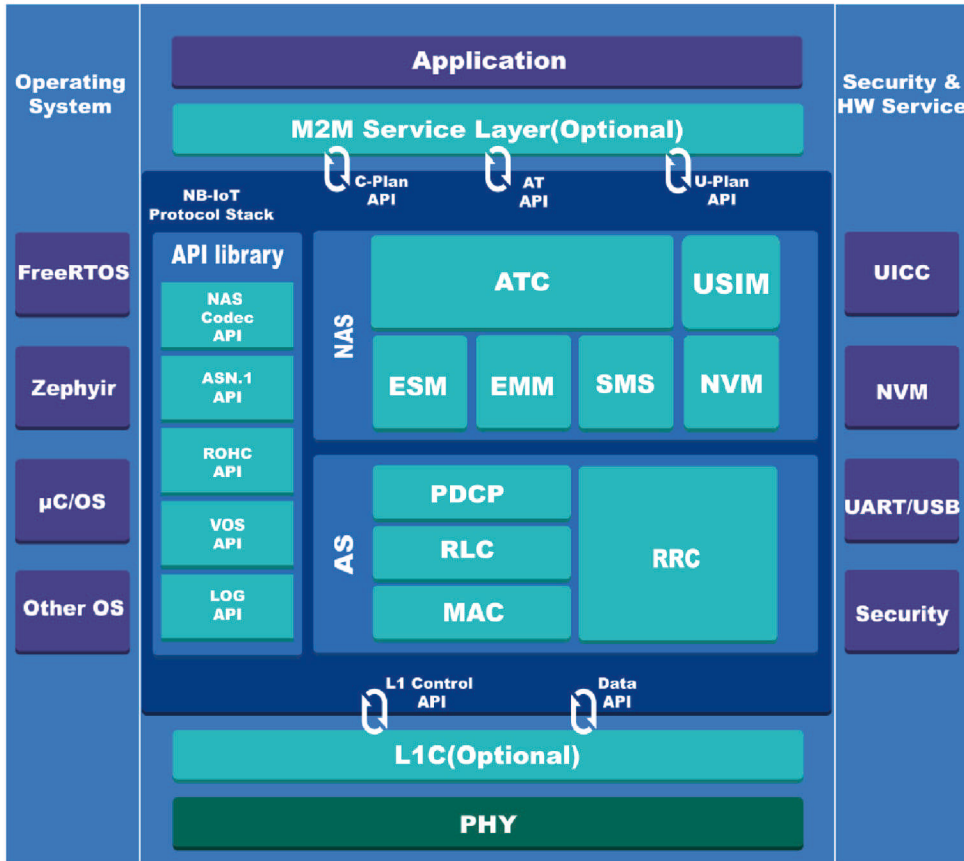 Operating
System
FreeRTOS
Zephyir
µC/OS
Other OS
Application
M2M Service Layer(Optional)
C-Plan
API
AT
API
U-Plan
API
NB-IoT
Protocol Stack
API library
NAS
Codec
API
ASN.1
API
ROHC
API
VOS
API
LOG
API
NAS
ATC
USIM
ESM
EMM
SMS
NVM
AS
PDCP
RLC
MAC
RRC
L1 Control
API
Data
API
L1C(Optional)
PHY
Security &
HW Service
UICC
NVM
UART/USB
Security